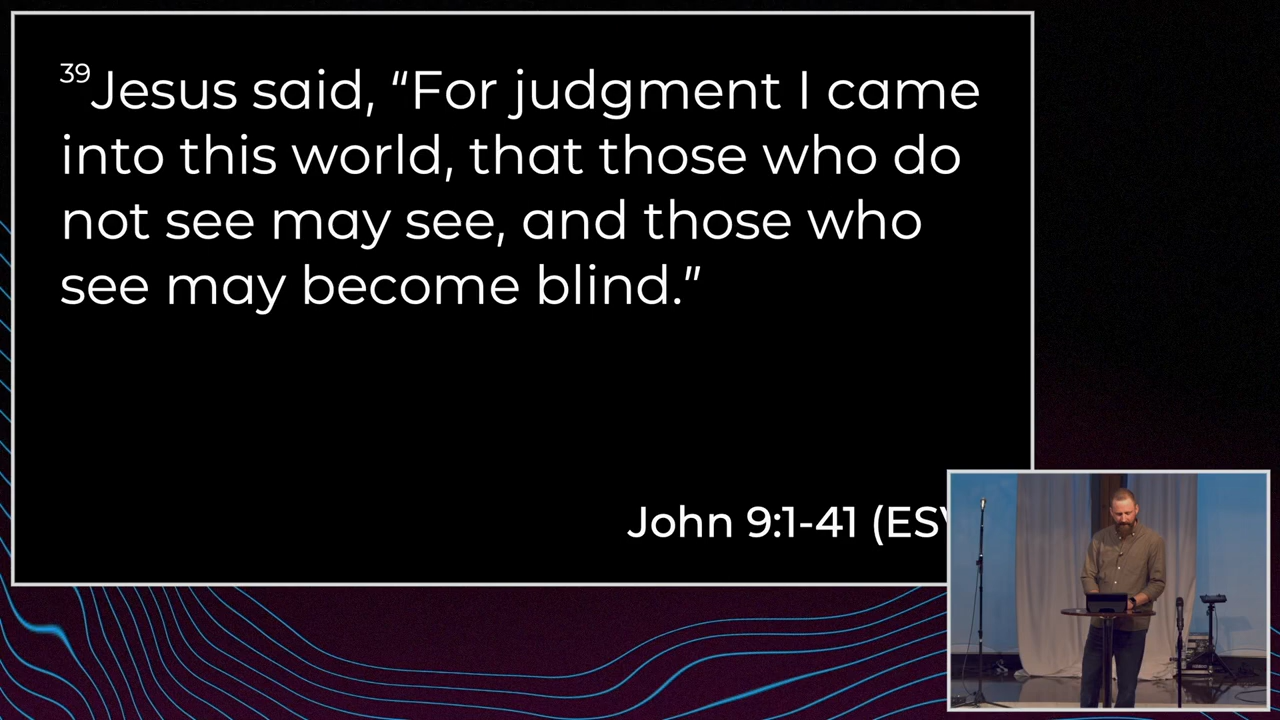 39Jesus said, “For judgment I came
into this world, that those who do
not see may see, and those who
see may become blind.”
John 9:1-41 (ESV